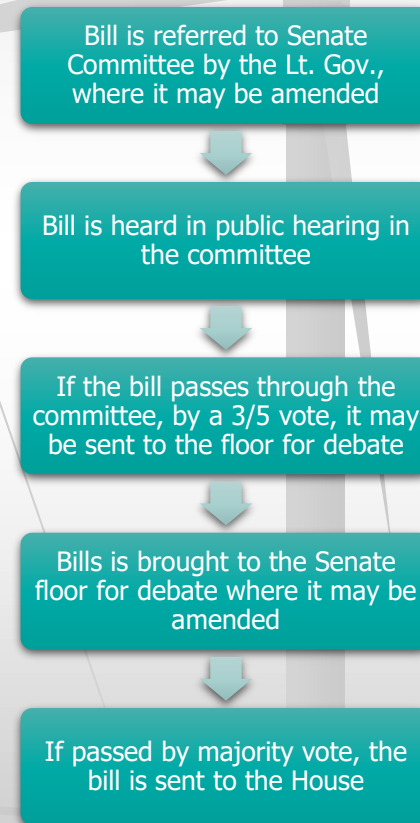 Bill is referred to Senate
Committee by the Lt. Gov.,
where it may be amended
Bill is heard in public hearing in
the committee
If the bill passes through the
committee, by a 3/5 vote, it may
be sent to the floor for debate
Bills is brought to the Senate
floor for debate where it may be
amended
If passed by majority vote, the
bill is sent to the House